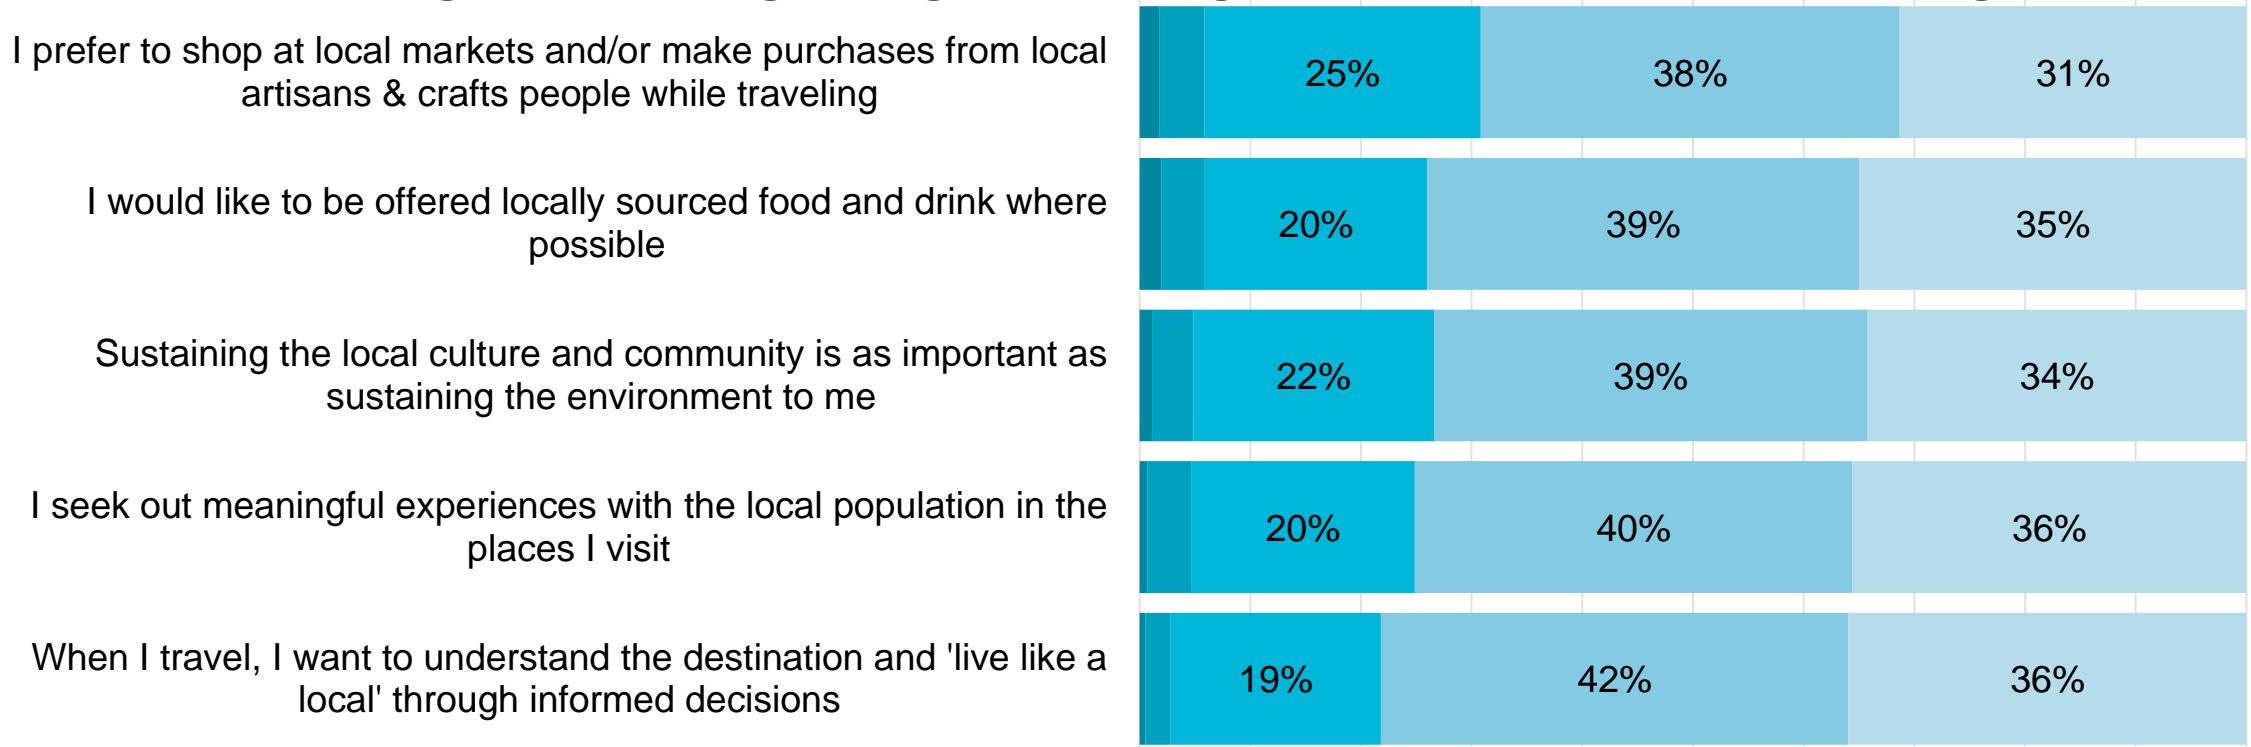 I prefer to shop at local markets and/or make purchases from local
artisans & crafts people while traveling
25%
38%
31%
I would like to be offered locally sourced food and drink where
possible
20%
39%
35%
Sustaining the local culture and community is as important as
sustaining the environment to me
22%
39%
34%
I seek out meaningful experiences with the local population in the
places I visit
20%
40%
36%
When I travel, I want to understand the destination and 'live like a
local' through informed decisions
19%
42%
36%